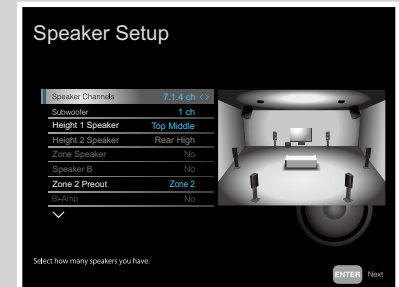 Speaker Setup
Speaker Channels 7.1.4 ch <>
Subwoofer 1 ch
Height 1 Speaker Top Middle
Height 2 Speaker Rear High
Zone Speaker No
Speaker B No
Zone 2 Preout Zone 2
Bi-Amp No
Select how many speakers you have.
ENTER Next